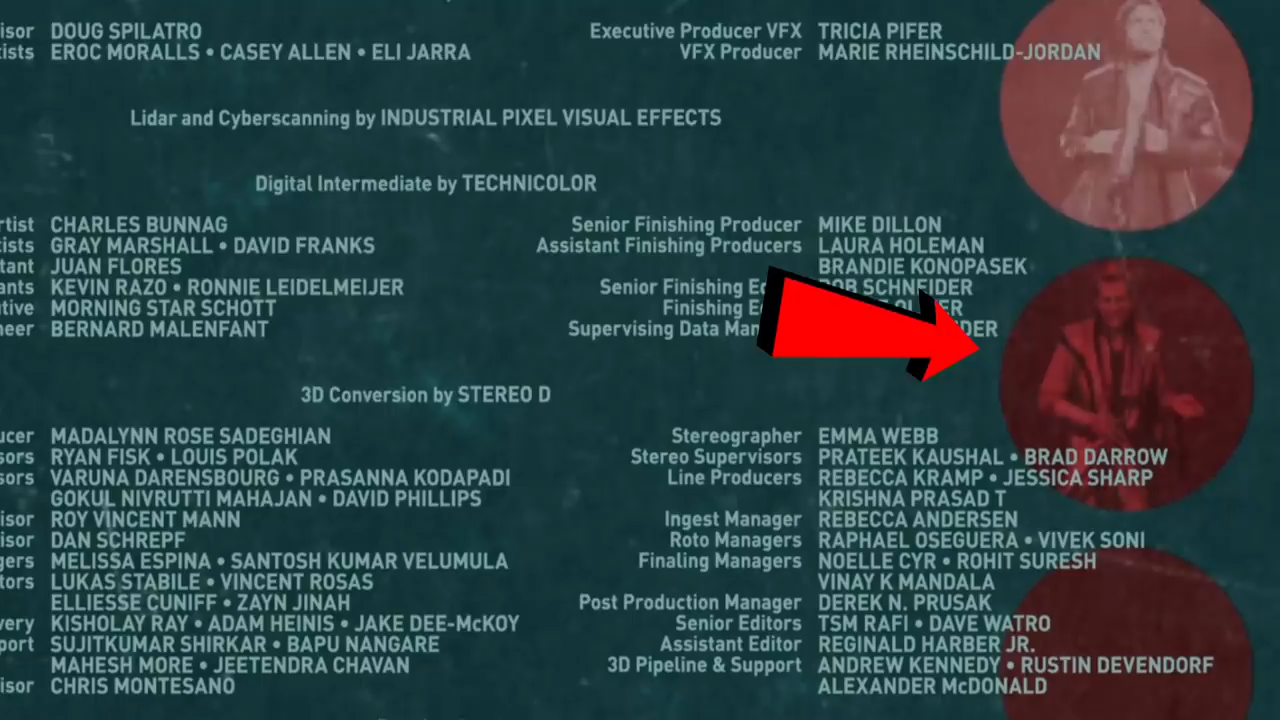 isor DOUG SPILATRO Executive Producer VFX TRICIA PIFER
tists EROC MORALLS • CASEY ALLEN • ELI JARRA VFX Producer MARIE RHEINSCHILD-JORDAN
Lidar and Cyberscanning by INDUSTRIAL PIXEL VISUAL EFFECTS
Digital Intermediate by TECHNICOLOR
rtist CHARLES BUNNAG Senior Finishing Producer MIKE DILLON
tists GRAY MARSHALL • DAVID FRANKS Assistant Finishing Producers LAURA HOLEMAN
tant JUAN FLORES BRANDIE KONOPASEK
ants KEVIN RAZO • RONNIE LEIDELMEIJER Senior Finishing SCHNEIDER
utive MORNING STAR SCHOTT Finishing
neer BERNARD MALENFANT Supervising Data
3D Conversion by STEREO D
ucer MADALYNN ROSE SADEGHIAN Stereographer EMMA WEBB
sors RYAN FISK • LOUIS POLAK Stereo Supervisors PRATEEK KAUSHAL • BRAD DARROW
sors VARUNA DARENSBOURG • PRASANNA KODAPADI Line Producers REBECCA KRAMP • JESSICA SHARP
GOKUL NIVRUTTI MAHAJAN • DAVID PHILLIPS KRISHNA PRASAD T
isor ROY VINCENT MANN Ingest Manager REBECCA ANDERSEN
isor DAN SCHREPF Roto Managers RAPHAEL OSEGUERA • VIVEK SONI
gers MELISSA ESPINA • SANTOSH KUMAR VELUMULA Finaling Managers NOELLE CYR • ROHIT SURESH
tors LUKAS STABILE • VINCENT ROSAS VINAY K MANDALA
ELLIESSE CUNIFF • ZAYN JINAH Post Production Manager DEREK N. PRUSAK
very KISHOLAY RAY • ADAM HEINIS • JAKE DEE-McKOY Senior Editors TSM RAFI • DAVE WATRO
port SUJITKUMAR SHIRKAR • BAPU NANGARE Assistant Editor REGINALD HARBER JR.
MAHESH MORE • JEETENDRA CHAVAN 3D Pipeline & Support ANDREW KENNEDY • RUSTIN DEVENDORF
isor CHRIS MONTESANO ALEXANDER McDONALD